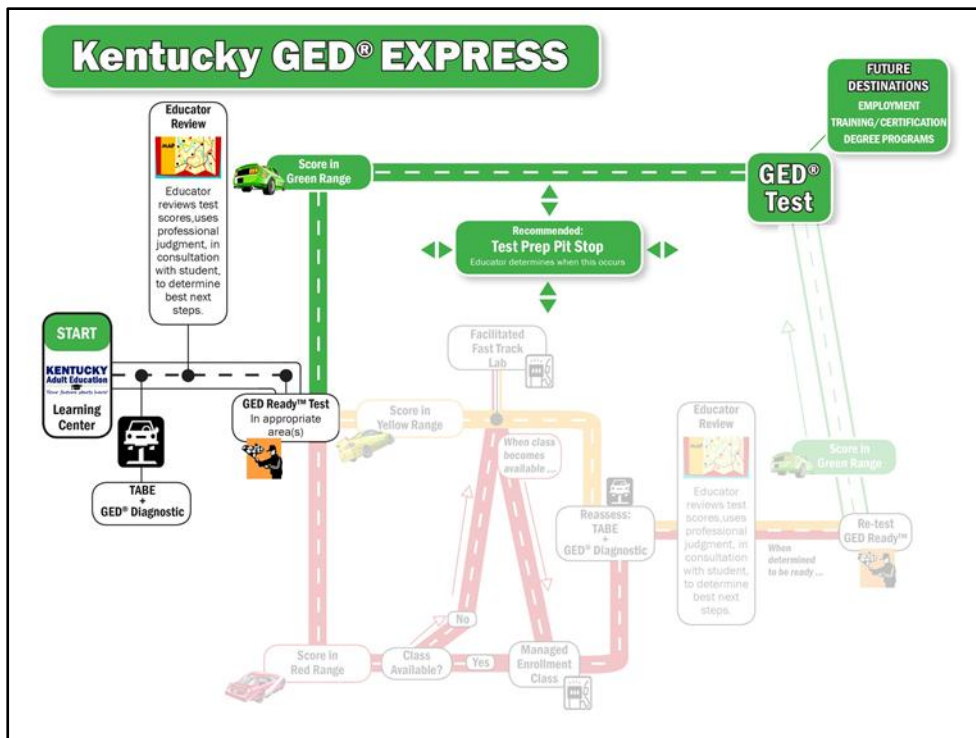 Kentucky GED® EXPRESS
FUTURE
DESTINATIONS
EMPLOYMENT
TRAINING/CERTIFICATION
DEGREE PROGRAMS
Educator
Review
MAP
Educator
reviews test
scores,uses
professional
judgment, in
consultation
with student,
to determine
best next
steps.
Score in
Green Range
GED®
Test
Recommended:
Test Prep Pit Stop
Educator determines when this occurs
START
KENTUCKY
Adult Education
Learning
Center
TABE
+
GED® Diagnostic
GED Ready™ Test
In appropriate
area(s)
Facilitated
Fast Track
Lab
Score in
Yellow Range
When class
becomes
available ...
Reassess:
TABE
+
GED® Diagnostic
Educator
Review
MAP
Educator
reviews test
scores,uses
professional
judgment, in
consultation
with student,
to determine
best next
steps.
Score in
Green Range
Re-test
GED Ready™
When
determined
to be ready ...
No
Score in
Red Range
Class
Available?
Yes
Managed
Enrollment
Class